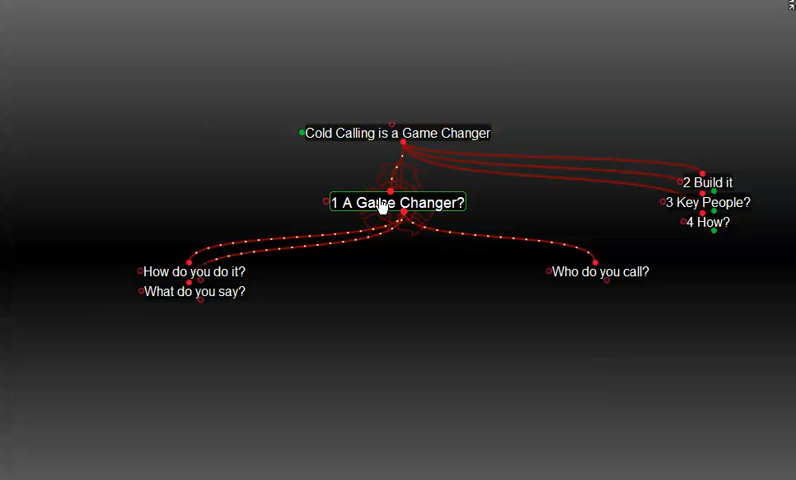 Cold Calling is a Game Changer
2 Build it
1 A Game Changer?
3 Key People?
4 How?
How do you do it?
Who do you call?
What do you say?